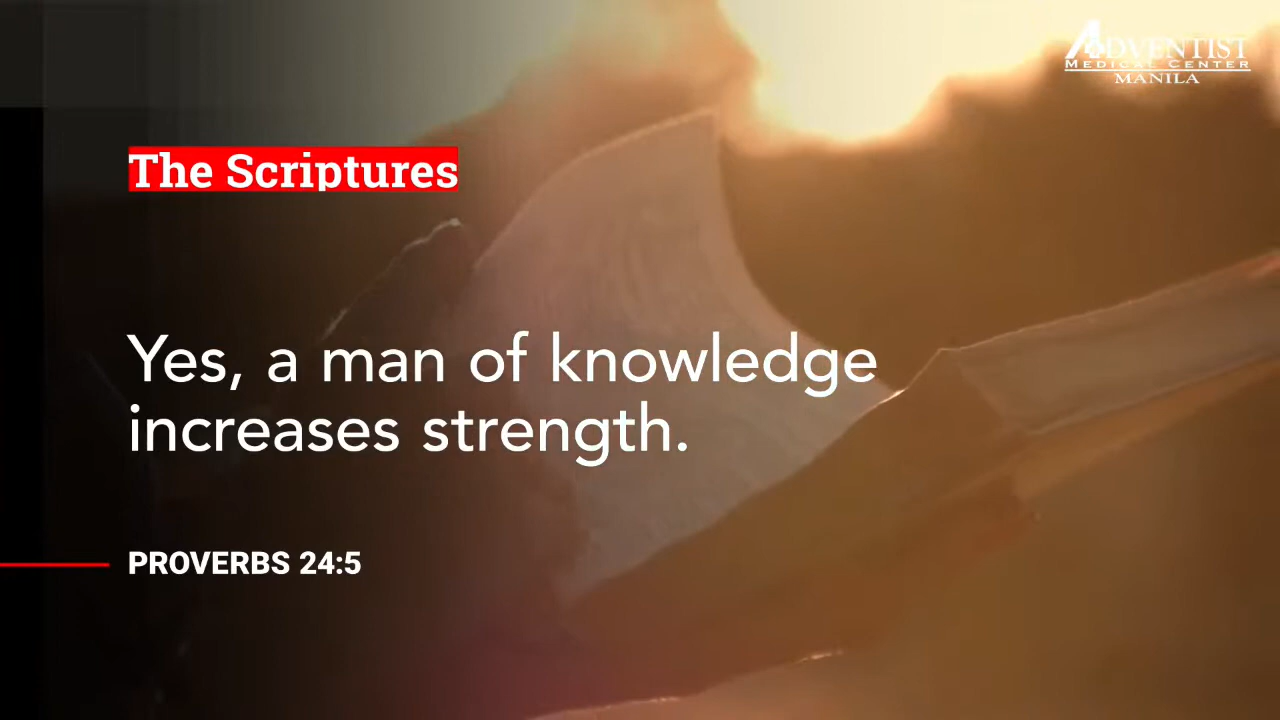 ADVENTIST
MEDICAL CENTER
MANILA
The Scriptures
Yes, a man of knowledge
increases strength.
PROVERBS 24:5